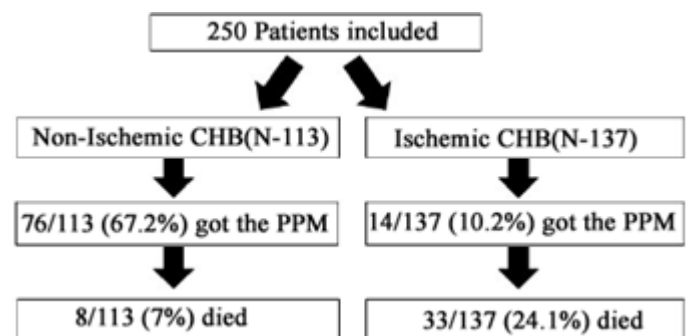 250 Patients included
Non-Ischemic CHB(N-113)
Ischemic CHB(N-137)
76/113 (67.2%) got the PPM
14/137 (10.2%) got the PPM
8/113 (7%) died
33/137 (24.1%) died